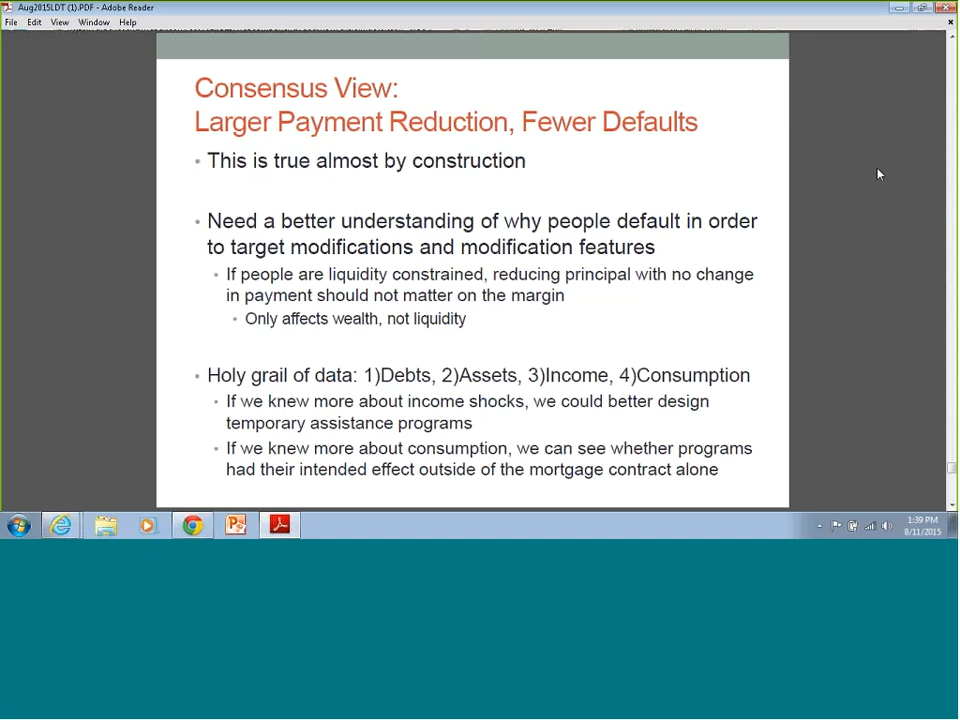 Aug2015LDT (1).PDF - Adobe Reader
File Edit View Window Help
Consensus View:
Larger Payment Reduction, Fewer Defaults
• This is true almost by construction
• Need a better understanding of why people default in order
to target modifications and modification features
• If people are liquidity constrained, reducing principal with no change
in payment should not matter on the margin
• Only affects wealth, not liquidity
• Holy grail of data: 1)Debts, 2)Assets, 3)Income, 4)Consumption
• If we knew more about income shocks, we could better design
temporary assistance programs
• If we knew more about consumption, we can see whether programs
had their intended effect outside of the mortgage contract alone
1:39 PM
8/11/2015